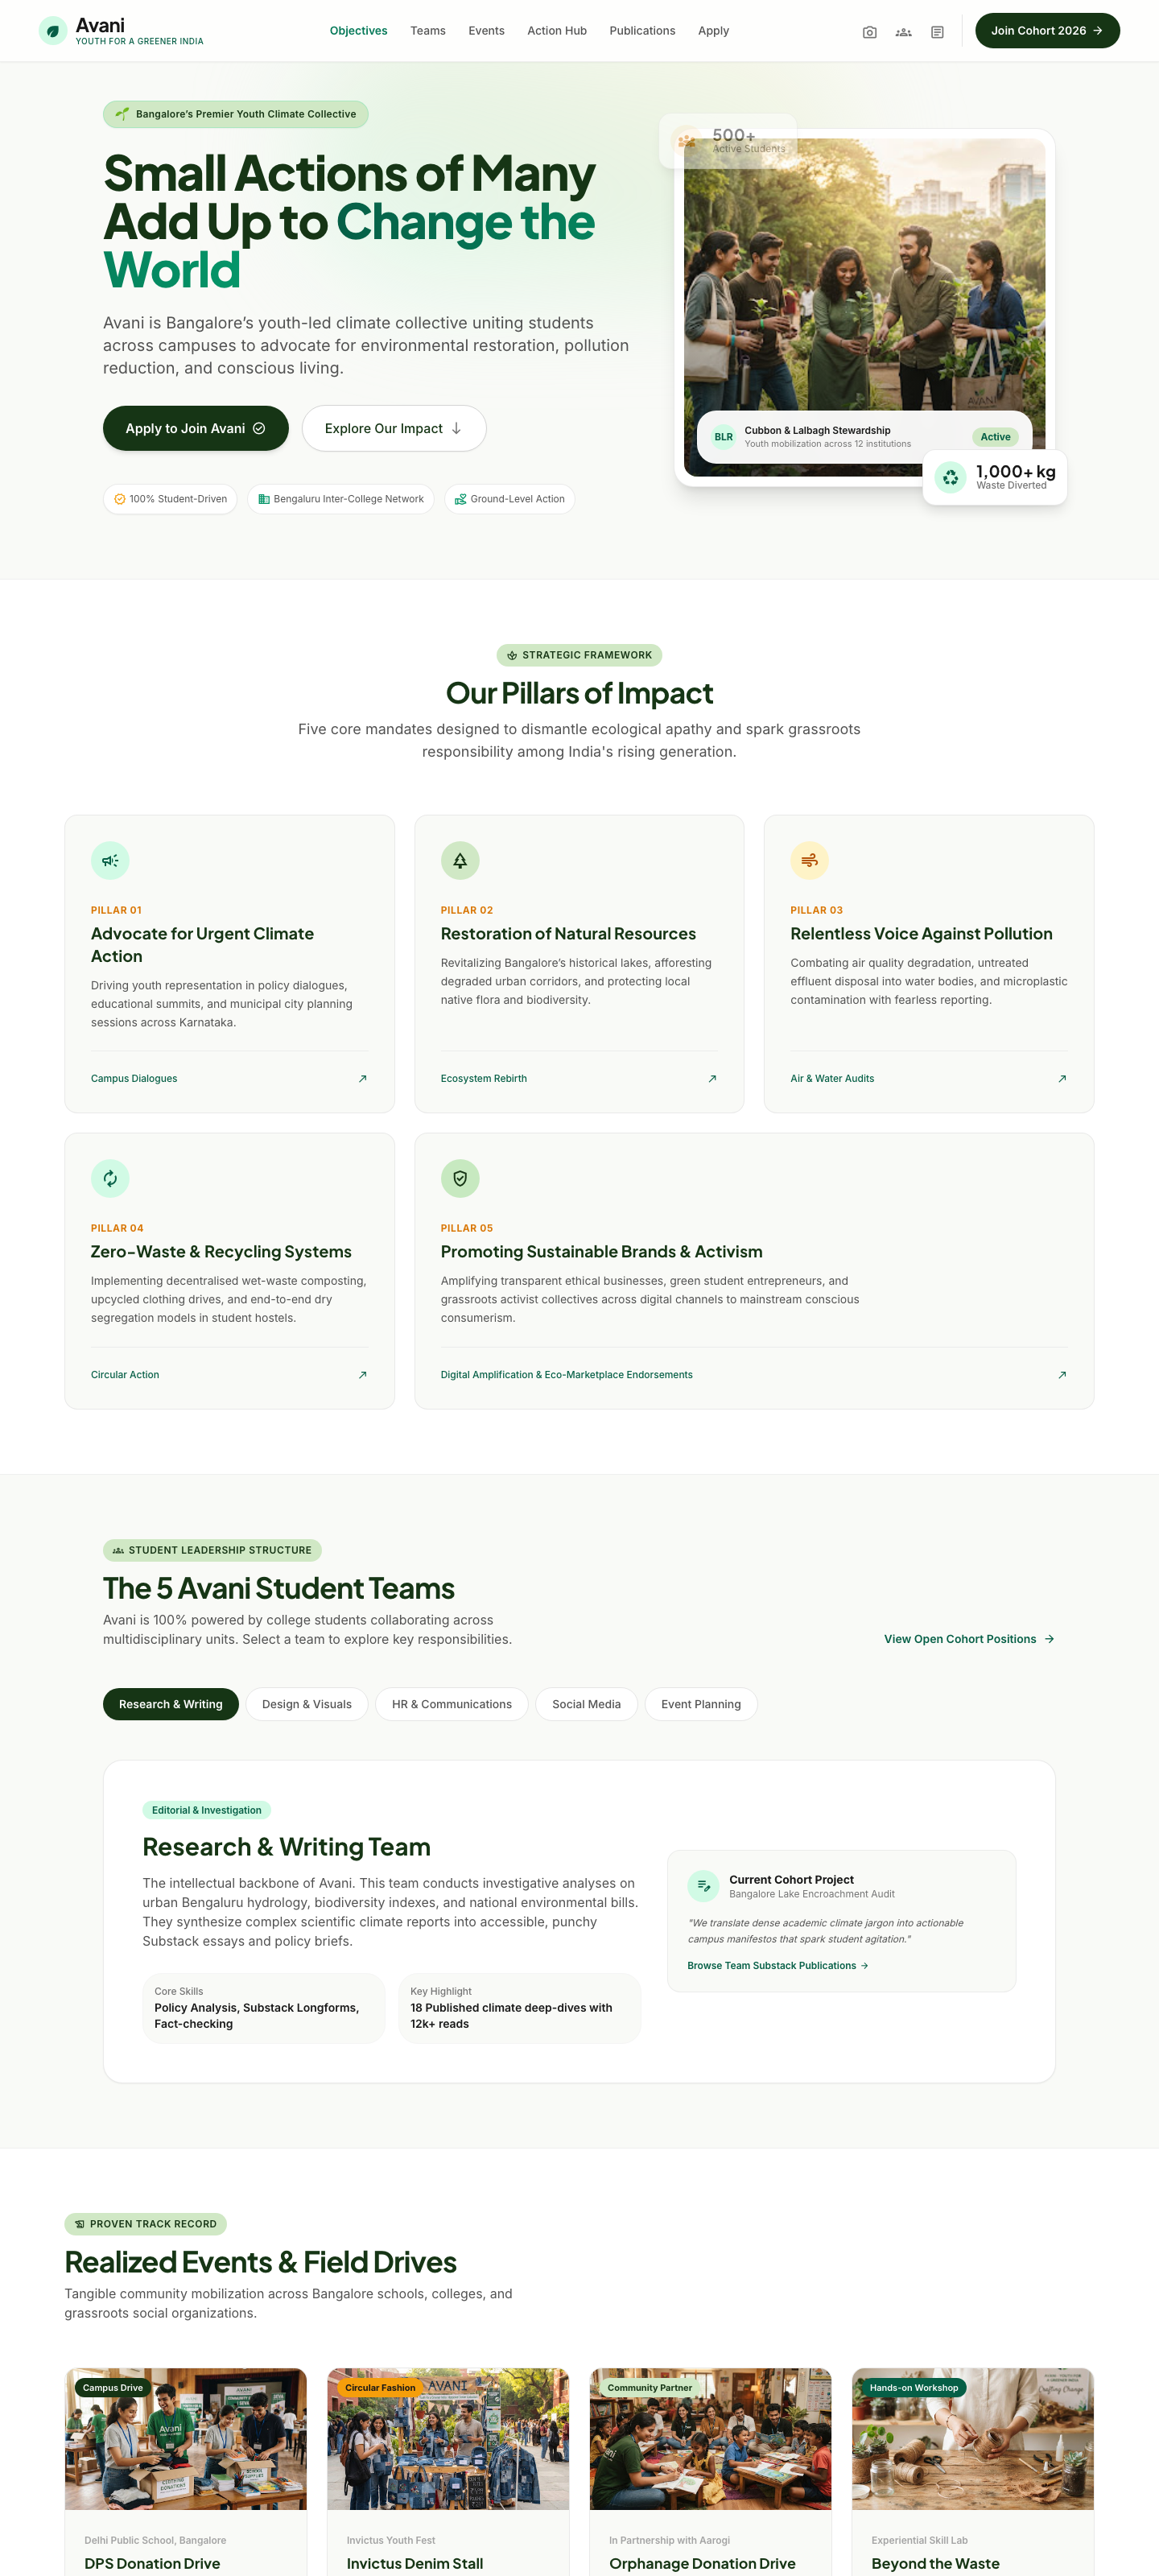 Avani
YOUTH FOR A GREENER INDIA
Objectives
Teams
Events
Action Hub
Publications
Apply
Join Cohort 2026
Bangalore's Premier Youth Climate Collective
Small Actions of Many
Add Up to Change the
World
Avani is Bangalore's youth-led climate collective uniting students
across campuses to advocate for environmental restoration, pollution
reduction, and conscious living.
Apply to Join Avani
Explore Our Impact
100% Student-Driven
Bengaluru Inter-College Network
Ground-Level Action
500+
Active Students
AVANI
BLR
Cubbon & Lalbagh Stewardship
Youth mobilization across 12 institutions
Active
1,000+ kg
Waste Diverted
STRATEGIC FRAMEWORK
Our Pillars of Impact
Five core mandates designed to dismantle ecological apathy and spark grassroots
responsibility among India's rising generation.
PILLAR 01
Advocate for Urgent Climate
Action
Driving youth representation in policy dialogues,
educational summits, and municipal city planning
sessions across Karnataka.
Campus Dialogues
PILLAR 02
Restoration of Natural Resources
Revitalizing Bangalore's historical lakes, afforesting
degraded urban corridors, and protecting local
native flora and biodiversity.
Ecosystem Rebirth
PILLAR 03
Relentless Voice Against Pollution
Combating air quality degradation, untreated
effluent disposal into water bodies, and microplastic
contamination with fearless reporting.
Air & Water Audits
PILLAR 04
Zero-Waste & Recycling Systems
Implementing decentralised wet-waste composting,
upcycled clothing drives, and end-to-end dry
segregation models in student hostels.
Circular Action
PILLAR 05
Promoting Sustainable Brands & Activism
Amplifying transparent ethical businesses, green student entrepreneurs, and
grassroots activist collectives across digital channels to mainstream conscious
consumerism.
Digital Amplification & Eco-Marketplace Endorsements
STUDENT LEADERSHIP STRUCTURE
The 5 Avani Student Teams
Avani is 100% powered by college students collaborating across
multidisciplinary units. Select a team to explore key responsibilities.
View Open Cohort Positions
Research & Writing
Design & Visuals
HR & Communications
Social Media
Event Planning
Editorial & Investigation
Research & Writing Team
The intellectual backbone of Avani. This team conducts investigative analyses on
urban Bengaluru hydrology, biodiversity indexes, and national environmental bills.
They synthesize complex scientific climate reports into accessible, punchy
Substack essays and policy briefs.
Core Skills
Policy Analysis, Substack Longforms,
Fact-checking
Key Highlight
18 Published climate deep-dives with
12k+ reads
Current Cohort Project
Bangalore Lake Encroachment Audit
"We translate dense academic climate jargon into actionable
campus manifestos that spark student agitation."
Browse Team Substack Publications
PROVEN TRACK RECORD
Realized Events & Field Drives
Tangible community mobilization across Bangalore schools, colleges, and
grassroots social organizations.
Campus Drive
Avani
Delhi Public School, Bangalore
DPS Donation Drive
Circular Fashion
AVANI
Invictus Youth Fest
Invictus Denim Stall
Community Partner
In Partnership with Aarogi
Orphanage Donation Drive
Hands-on Workshop
Crafting Change
Experiential Skill Lab
Beyond the Waste